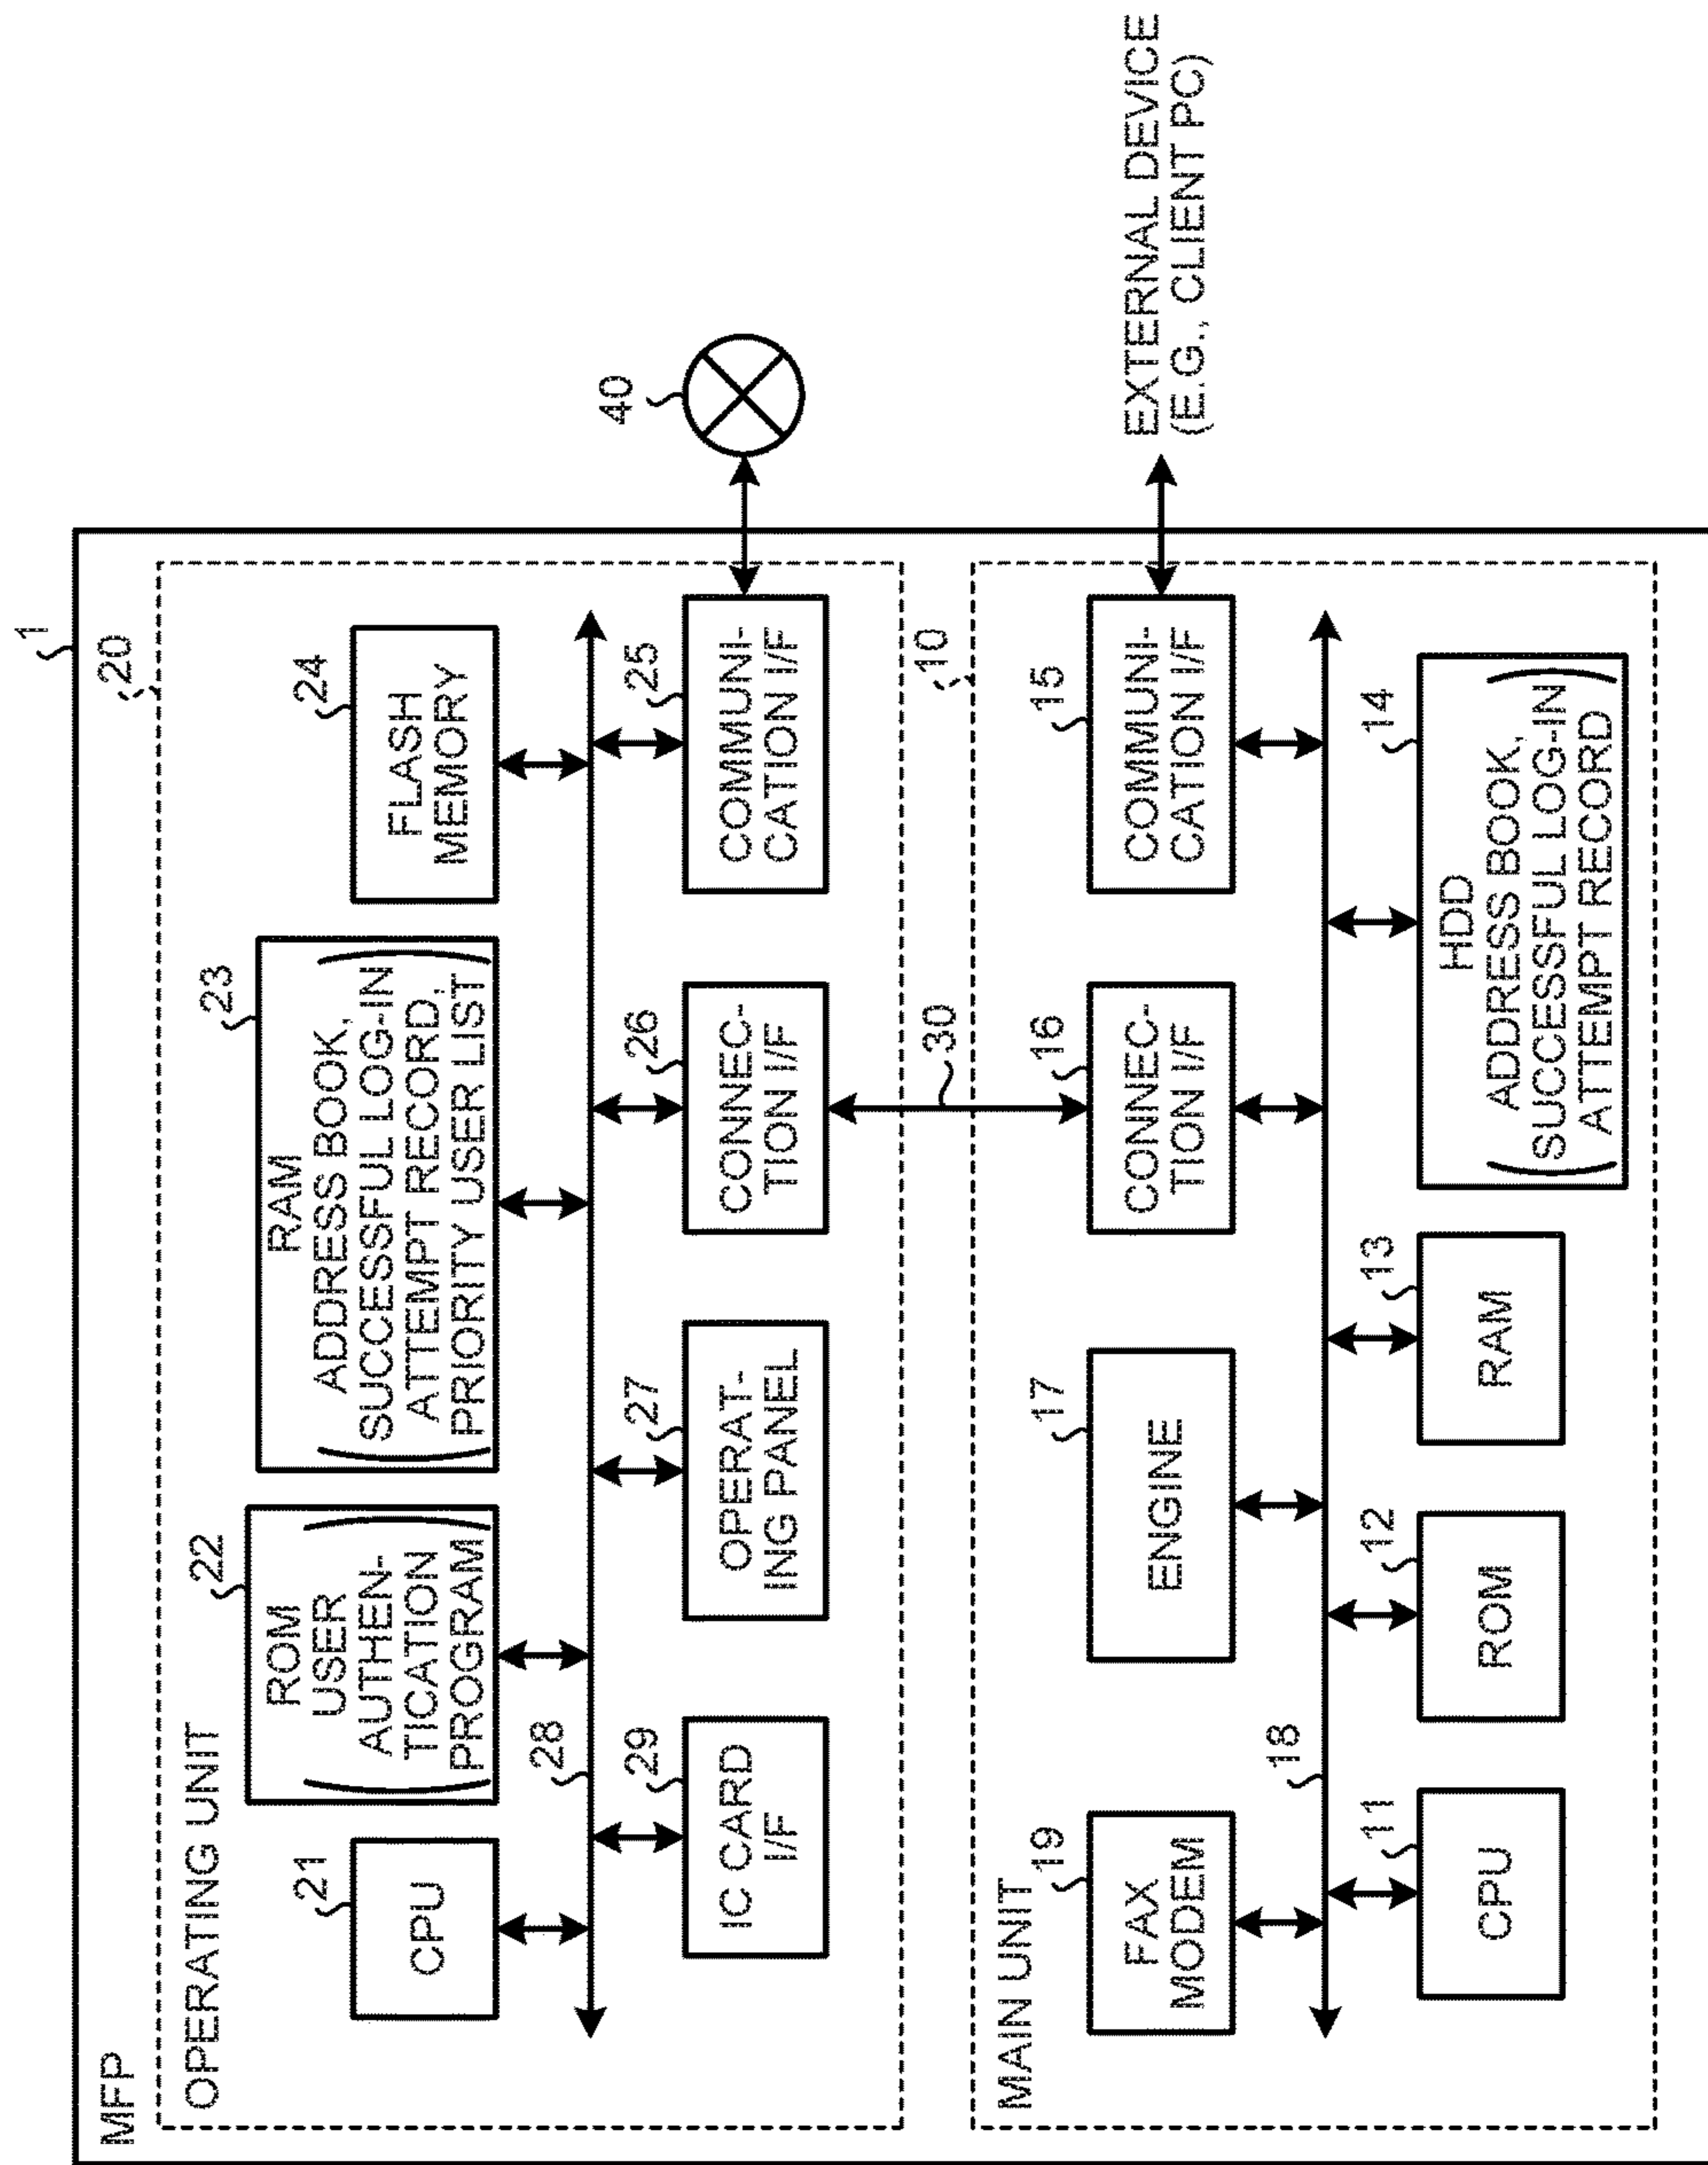 1
MFP
20
OPERATING UNIT
21
CPU
22
ROM
USER
AUTHEN-
TICATION
PROGRAM
23
RAM
ADDRESS BOOK,
SUCCESSFUL LOG-IN
ATTEMPT RECORD,
PRIORITY USER LIST
24
FLASH
MEMORY
28
29
IC CARD
I/F
27
OPERAT-
ING PANEL
26
CONNEC-
TION I/F
25
COMMUNI-
CATION I/F
40
30
10
MAIN UNIT
19
FAX
MODEM
17
ENGINE
16
CONNEC-
TION I/F
15
COMMUNI-
CATION I/F
EXTERNAL DEVICE
(E.G., CLIENT PC)
18
11
CPU
12
ROM
13
RAM
14
HDD
ADDRESS BOOK,
SUCCESSFUL LOG-IN
ATTEMPT RECORD